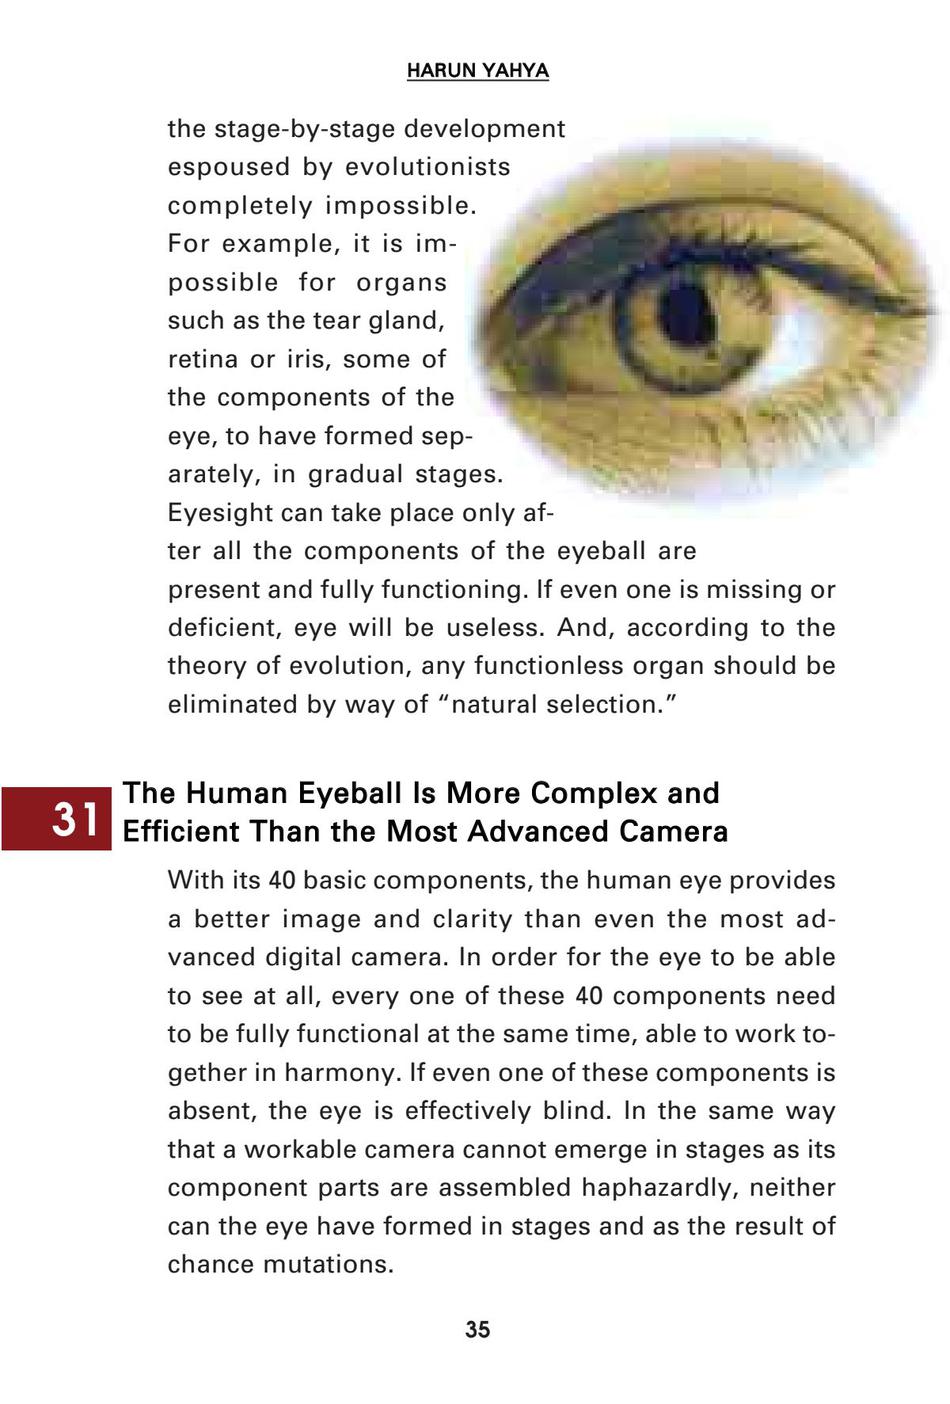 HARUN YAHYA
the stage-by-stage development
espoused by evolutionists
completely impossible.
For example, it is im-
possible for organs
such as the tear gland,
retina or iris, some of
the components of the
eye, to have formed sep-
arately, in gradual stages.
Eyesight can take place only af-
ter all the components of the eyeball are
present and fully functioning. If even one is missing or
deficient, eye will be useless. And, according to the
theory of evolution, any functionless organ should be
eliminated by way of “natural selection.”
31
The Human Eyeball Is More Complex and
Efficient Than the Most Advanced Camera
With its 40 basic components, the human eye provides
a better image and clarity than even the most ad-
vanced digital camera. In order for the eye to be able
to see at all, every one of these 40 components need
to be fully functional at the same time, able to work to-
gether in harmony. If even one of these components is
absent, the eye is effectively blind. In the same way
that a workable camera cannot emerge in stages as its
component parts are assembled haphazardly, neither
can the eye have formed in stages and as the result of
chance mutations.
35